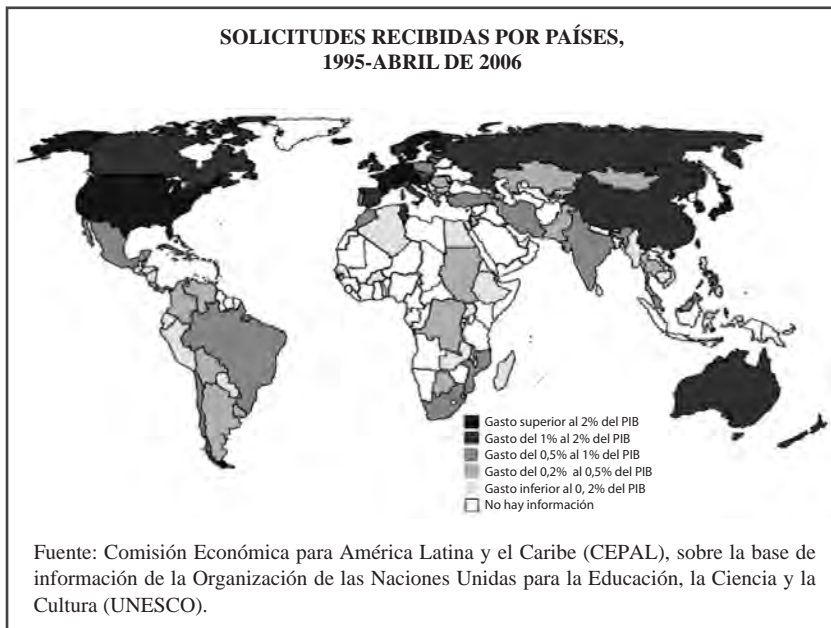 SOLICITUDES RECIBIDAS POR PAÍSES,
1995-ABRIL DE 2006
Gasto superior al 2% del PIB
Gasto del 1% al 2% del PIB
Gasto del 0,5% al 1% del PIB
Gasto del 0,2% al 0,5% del PIB
Gasto inferior al 0, 2% del PIB
No hay información
Fuente: Comisión Económica para América Latina y el Caribe (CEPAL), sobre la base de
información de la Organización de las Naciones Unidas para la Educación, la Ciencia y la
Cultura (UNESCO).